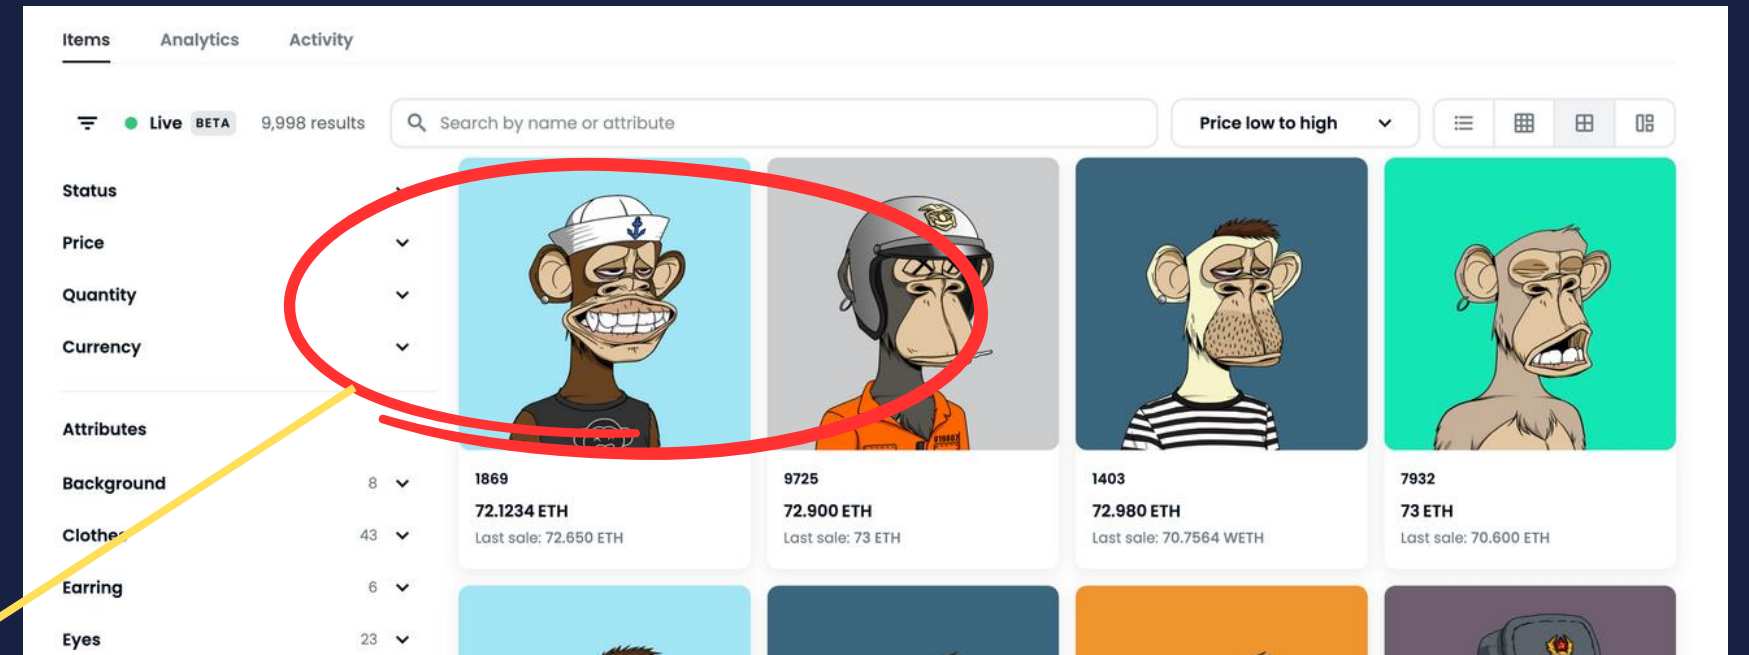 Items Analytics Activity
Live BETA 9,998 results Search by name or attribute Price low to high
Status
Price
Quantity
Currency
Attributes
Background 8
Clothes 43
Earring 6
Eyes 23
1869 9725 1403 7932
72.1234 ETH 72.900 ETH 72.980 ETH 73 ETH
Last sale: 72.650 ETH Last sale: 73 ETH Last sale: 70.7564 WETH Last sale: 70.600 ETH